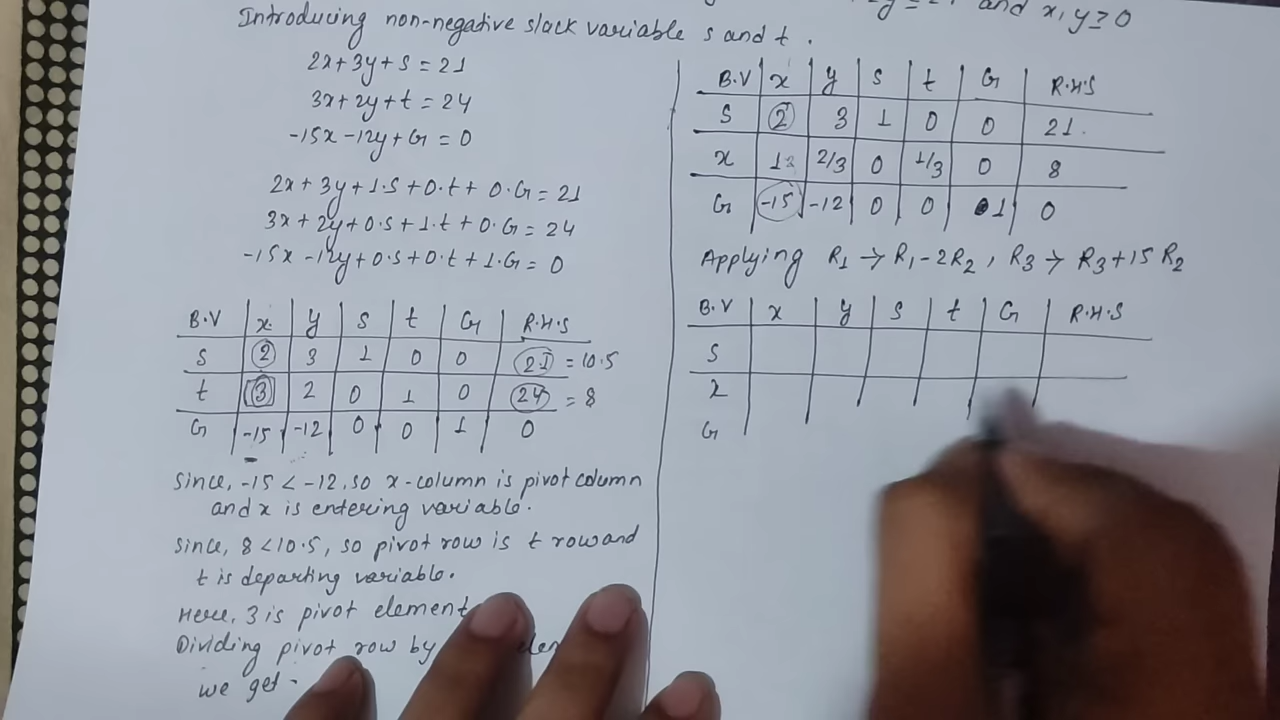 and x, y ≥ 0
Introducing non-negative slack variable s and t.
2x+3y+s = 21
3x+2y+t = 24
-15x-12y+G = 0
2x+3y+1.s+0.t+0.G = 21
3x+2y+0.s+1.t+0.G = 24
-15x-12y+0.s+0.t+1.G = 0
B.V x y s t G R.H.S
s 2 3 1 0 0 21 = 10.5
t 3 2 0 1 0 24 = 8
G -15 -12 0 0 1 0
Since, -15 < -12, so x-column is pivot column
and x is entering variable.
Since, 8 < 10.5, so pivot row is t row and
t is departing variable.
Here, 3 is pivot element
Dividing pivot row by
we get-
B.V x y s t G R.H.S
s 2 3 1 0 0 21.
x 1 2/3 0 1/3 0 8
G -15 -12 0 0 1 0
Applying R1 → R1-2R2, R3 → R3+15R2
B.V x y s t G R.H.S
s
x
G